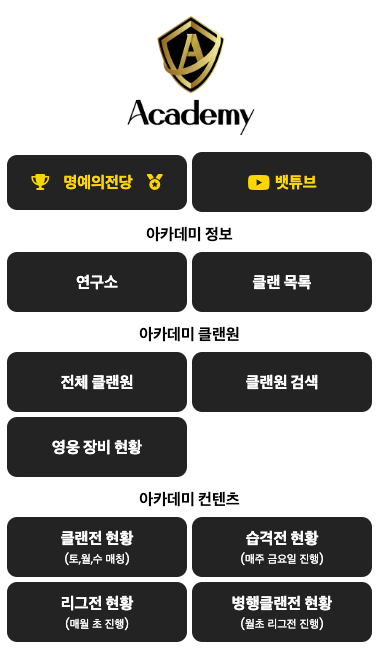 A
Academy
명예의전당
뱃튜브
아카데미 정보
연구소
클랜 목록
아카데미 클랜원
전체 클랜원
클랜원 검색
영웅 장비 현황
아카데미 컨텐츠
클랜전 현황
(토,월,수 매칭)
습격전 현황
(매주 금요일 진행)
리그전 현황
(매월 초 진행)
병행클랜전 현황
(월초 리그전 진행)